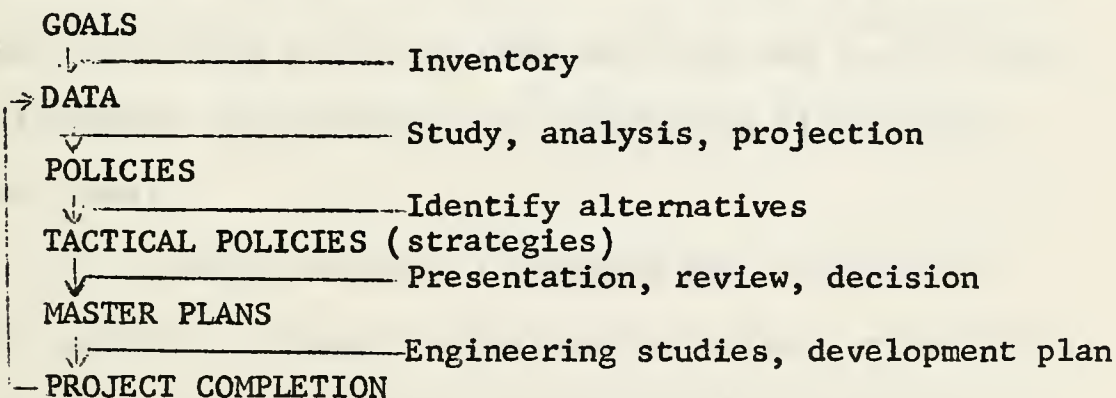 GOALS
Inventory
DATA
Study, analysis, projection
POLICIES
Identify alternatives
TACTICAL POLICIES (strategies)
Presentation, review, decision
MASTER PLANS
Engineering studies, development plan
PROJECT COMPLETION